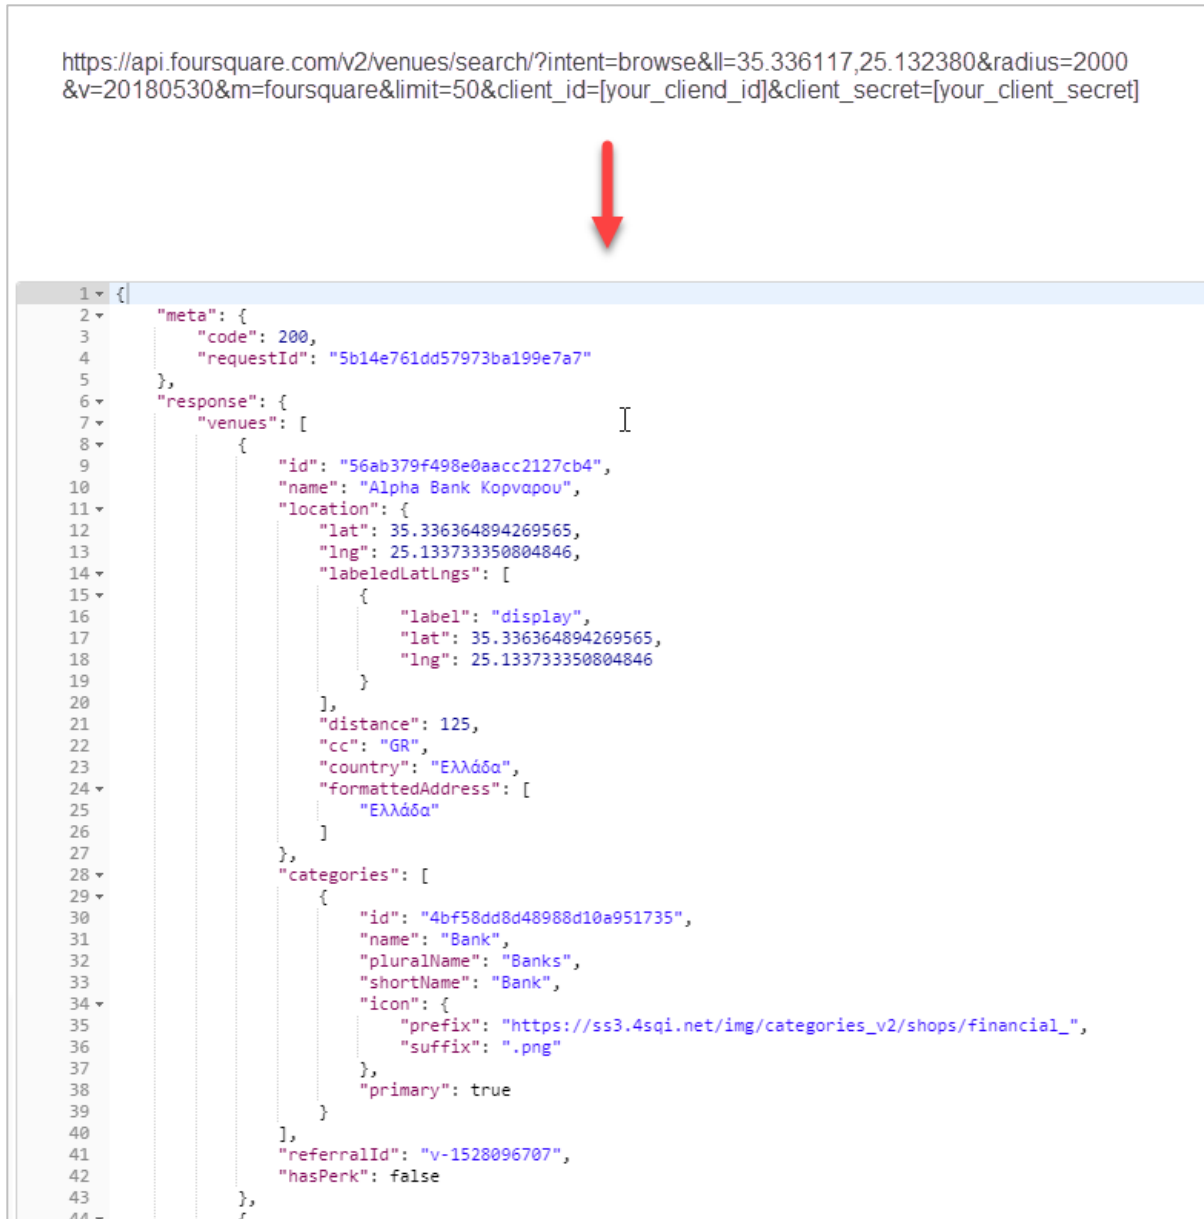 https://api.foursquare.com/v2/venues/search/?intent=browse&ll=35.336117,25.132380&radius=2000
&v=20180530&m=foursquare&limit=50&client_id=[your_cliend_id]&client_secret=[your_client_secret]
1 {
2 "meta": {
3 "code": 200,
4 "requestId": "5b14e761dd57973ba199e7a7"
5 },
6 "response": {
7 "venues": [
8 {
9 "id": "56ab379f498e0aacc2127cb4",
10 "name": "Alpha Bank Κορναρου",
11 "location": {
12 "lat": 35.336364894269565,
13 "lng": 25.133733350804846,
14 "labeledLatLngs": [
15 {
16 "label": "display",
17 "lat": 35.336364894269565,
18 "lng": 25.133733350804846
19 }
20 ],
21 "distance": 125,
22 "cc": "GR",
23 "country": "Ελλάδα",
24 "formattedAddress": [
25 "Ελλάδα"
26 ]
27 },
28 "categories": [
29 {
30 "id": "4bf58dd8d48988d10a951735",
31 "name": "Bank",
32 "pluralName": "Banks",
33 "shortName": "Bank",
34 "icon": {
35 "prefix": "https://ss3.4sqi.net/img/categories_v2/shops/financial_",
36 "suffix": ".png"
37 },
38 "primary": true
39 }
40 ],
41 "referralId": "v-1528096707",
42 "hasPerk": false
43 },
44 {